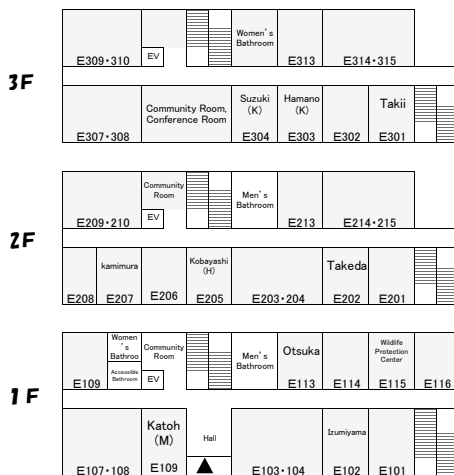 3F
Women's
Bathroom
E309・310
EV
E313
E314・315
Community Room,
Conference Room
Suzuki
(K)
Hamano
(K)
Takii
E307・308
E304
E303
E302
E301
2F
Community
Room
Men's
Bathroom
E209・210
EV
E213
E214・215
kamimura
Kobayashi
(H)
Takeda
E208
E207
E206
E205
E203・204
E202
E201
1F
Women
's
Bathroo
Accessible
Bathroom
Community
Room
EV
Men's
Bathroom
Otsuka
Wildlife
Protection
Center
E109
E113
E114
E115
E116
Katoh
(M)
Hall
Izumiyama
E107・108
E109
E103・104
E102
E101